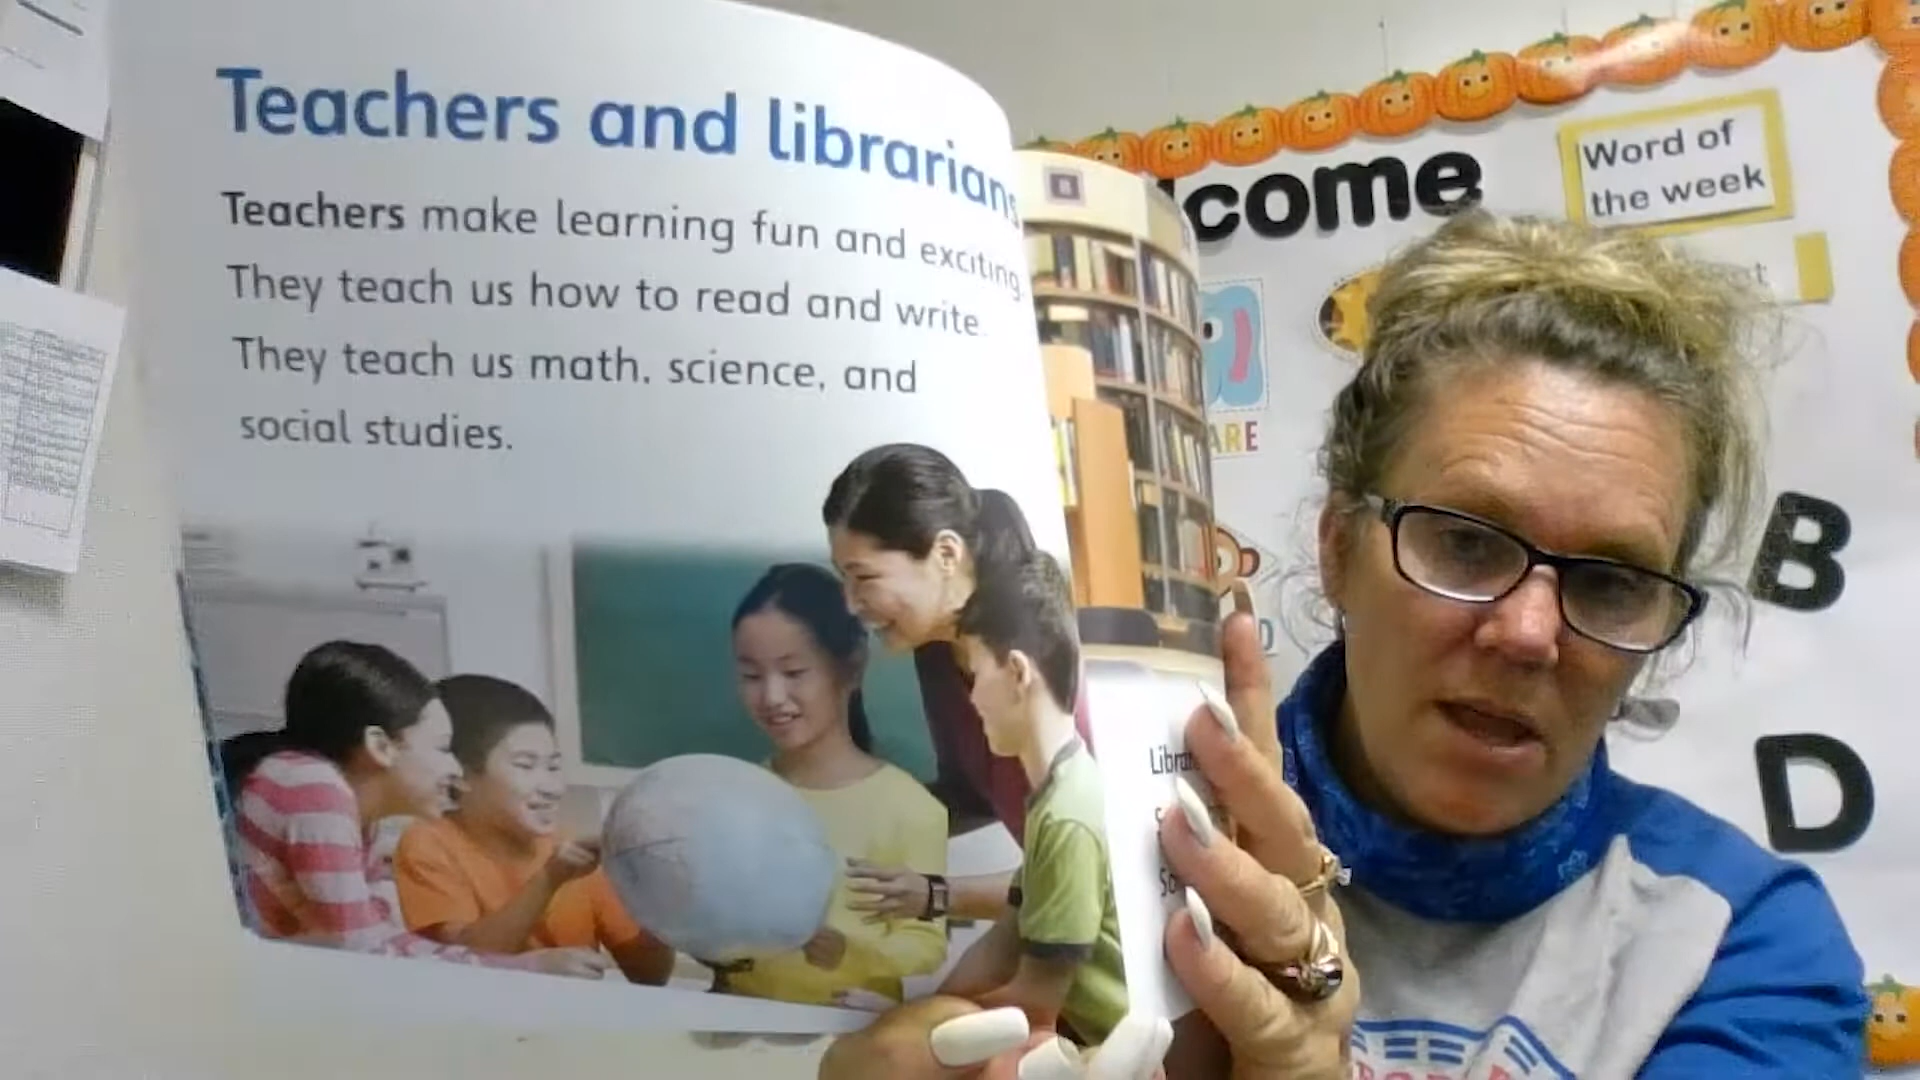 Teachers and librarians
Teachers make learning fun and exciting.
They teach us how to read and write.
They teach us math, science, and
social studies.
come
Word of
the week
B
D